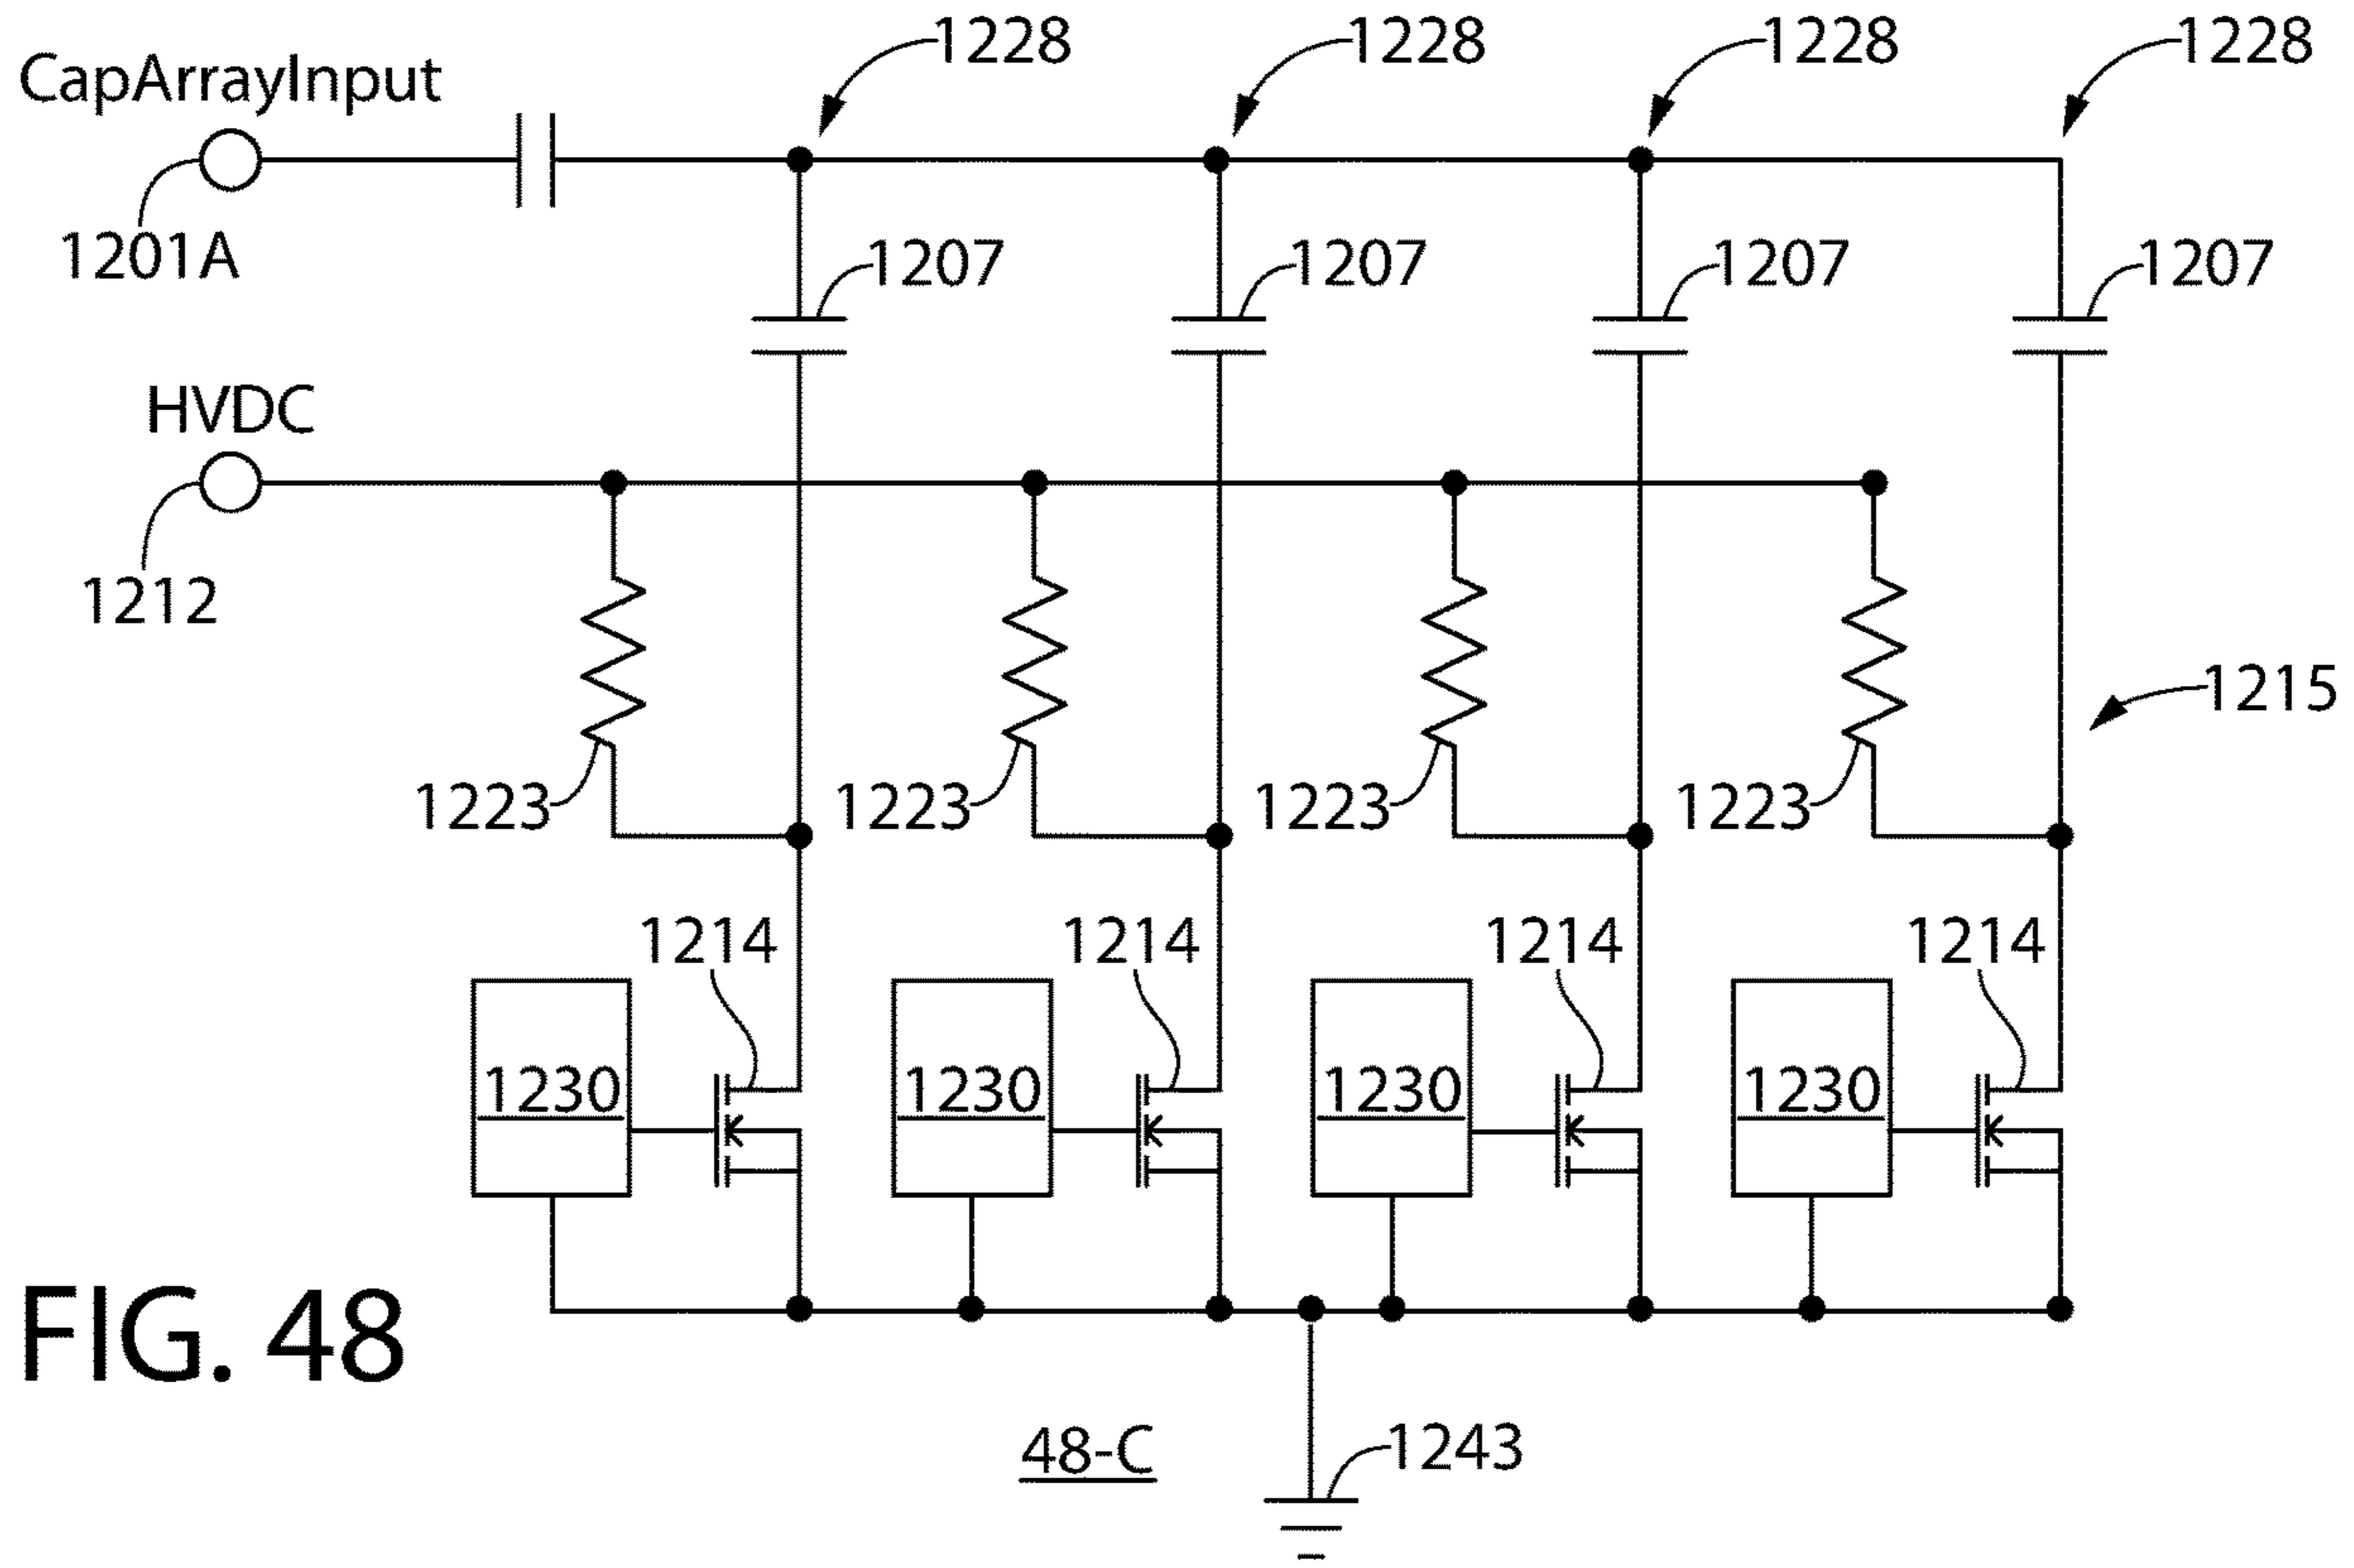 1228 1228 1228 1228
CapArrayInput
1201A
1207 1207 1207 1207
HVDC
1212
1215
1223 1223 1223 1223
1214 1214 1214 1214
1230 1230 1230 1230
FIG. 48
48-C
1243